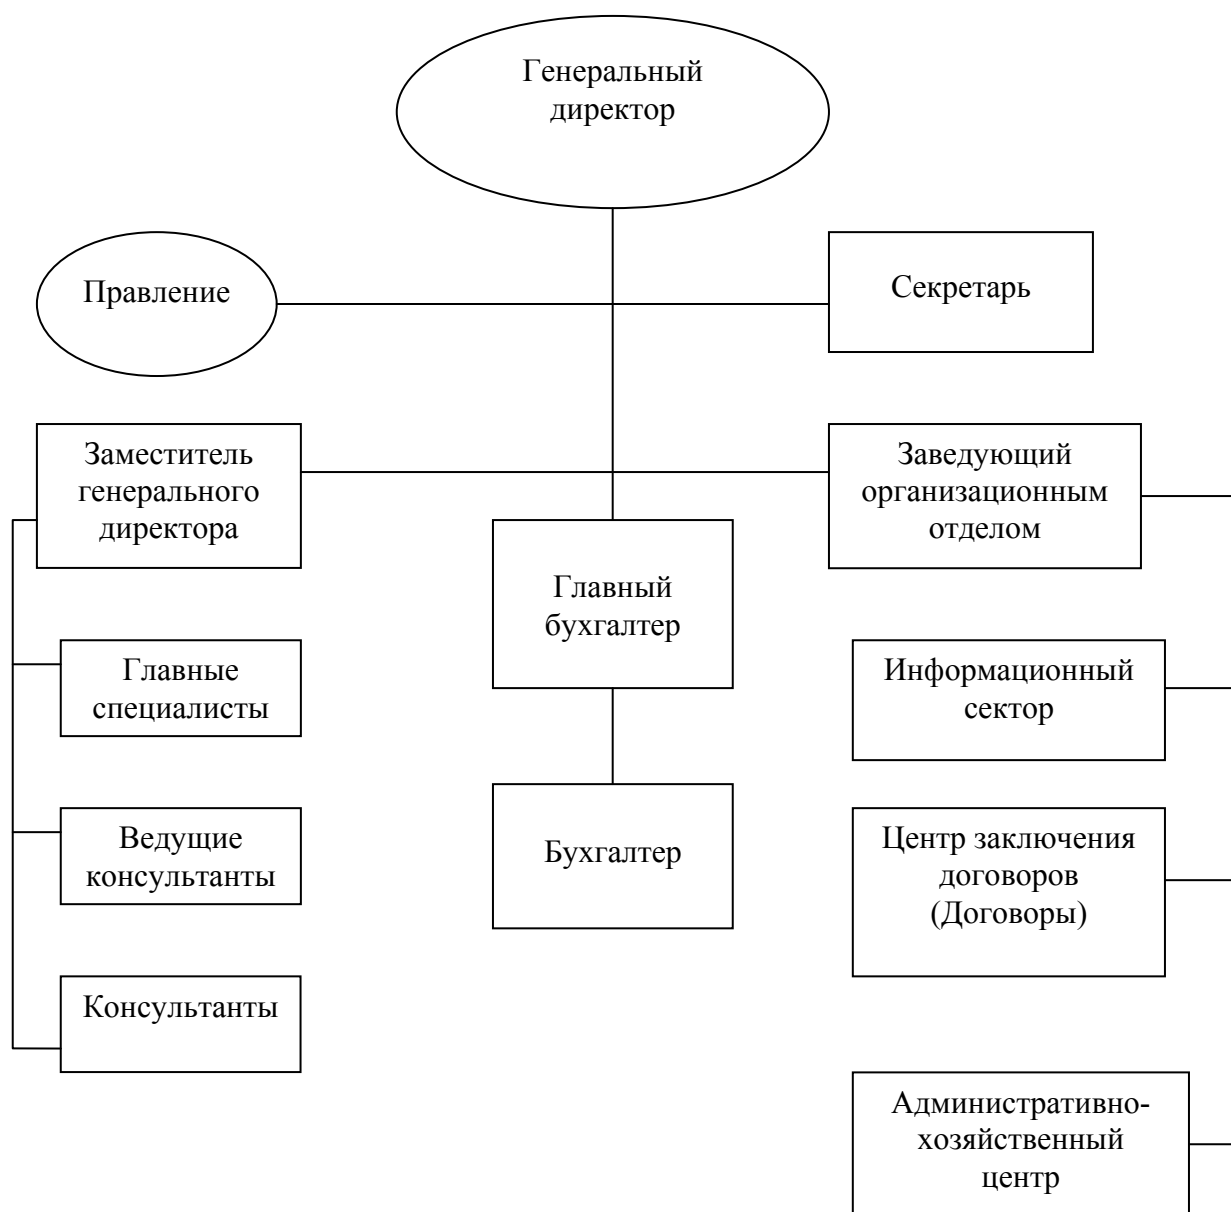 Генеральный
директор
Правление
Секретарь
Заместитель
генерального
директора
Заведующий
организационным
отделом
Главный
бухгалтер
Главные
специалисты
Информационный
сектор
Ведущие
консультанты
Бухгалтер
Центр заключения
договоров
(Договоры)
Консультанты
Административно-
хозяйственный
центр